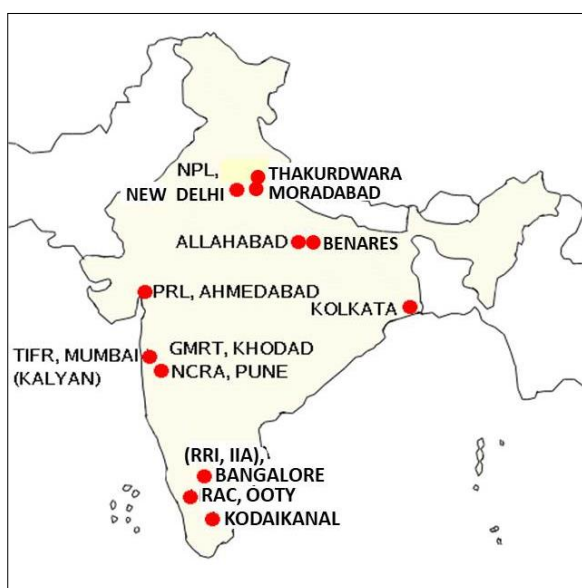 NPL,
NEW DELHI
THAKURDWARA
MORADABAD
ALLAHABAD
BENARES
PRL, AHMEDABAD
KOLKATA
TIFR, MUMBAI
(KALYAN)
GMRT, KHODAD
NCRA, PUNE
(RRI, IIA),
BANGALORE
RAC, OOTY
KODAIKANAL